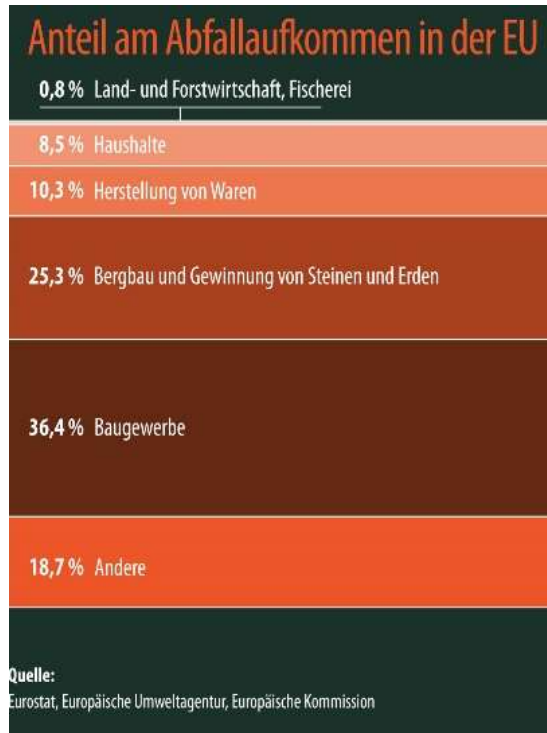 Anteil am Abfallaufkommen in der EU
0,8 % Land- und Forstwirtschaft, Fischerei
8,5 % Haushalte
10,3 % Herstellung von Waren
25,3 % Bergbau und Gewinnung von Steinen und Erden
36,4 % Baugewerbe
18,7 % Andere
Quelle:
Eurostat, Europäische Umweltagentur, Europäische Kommission